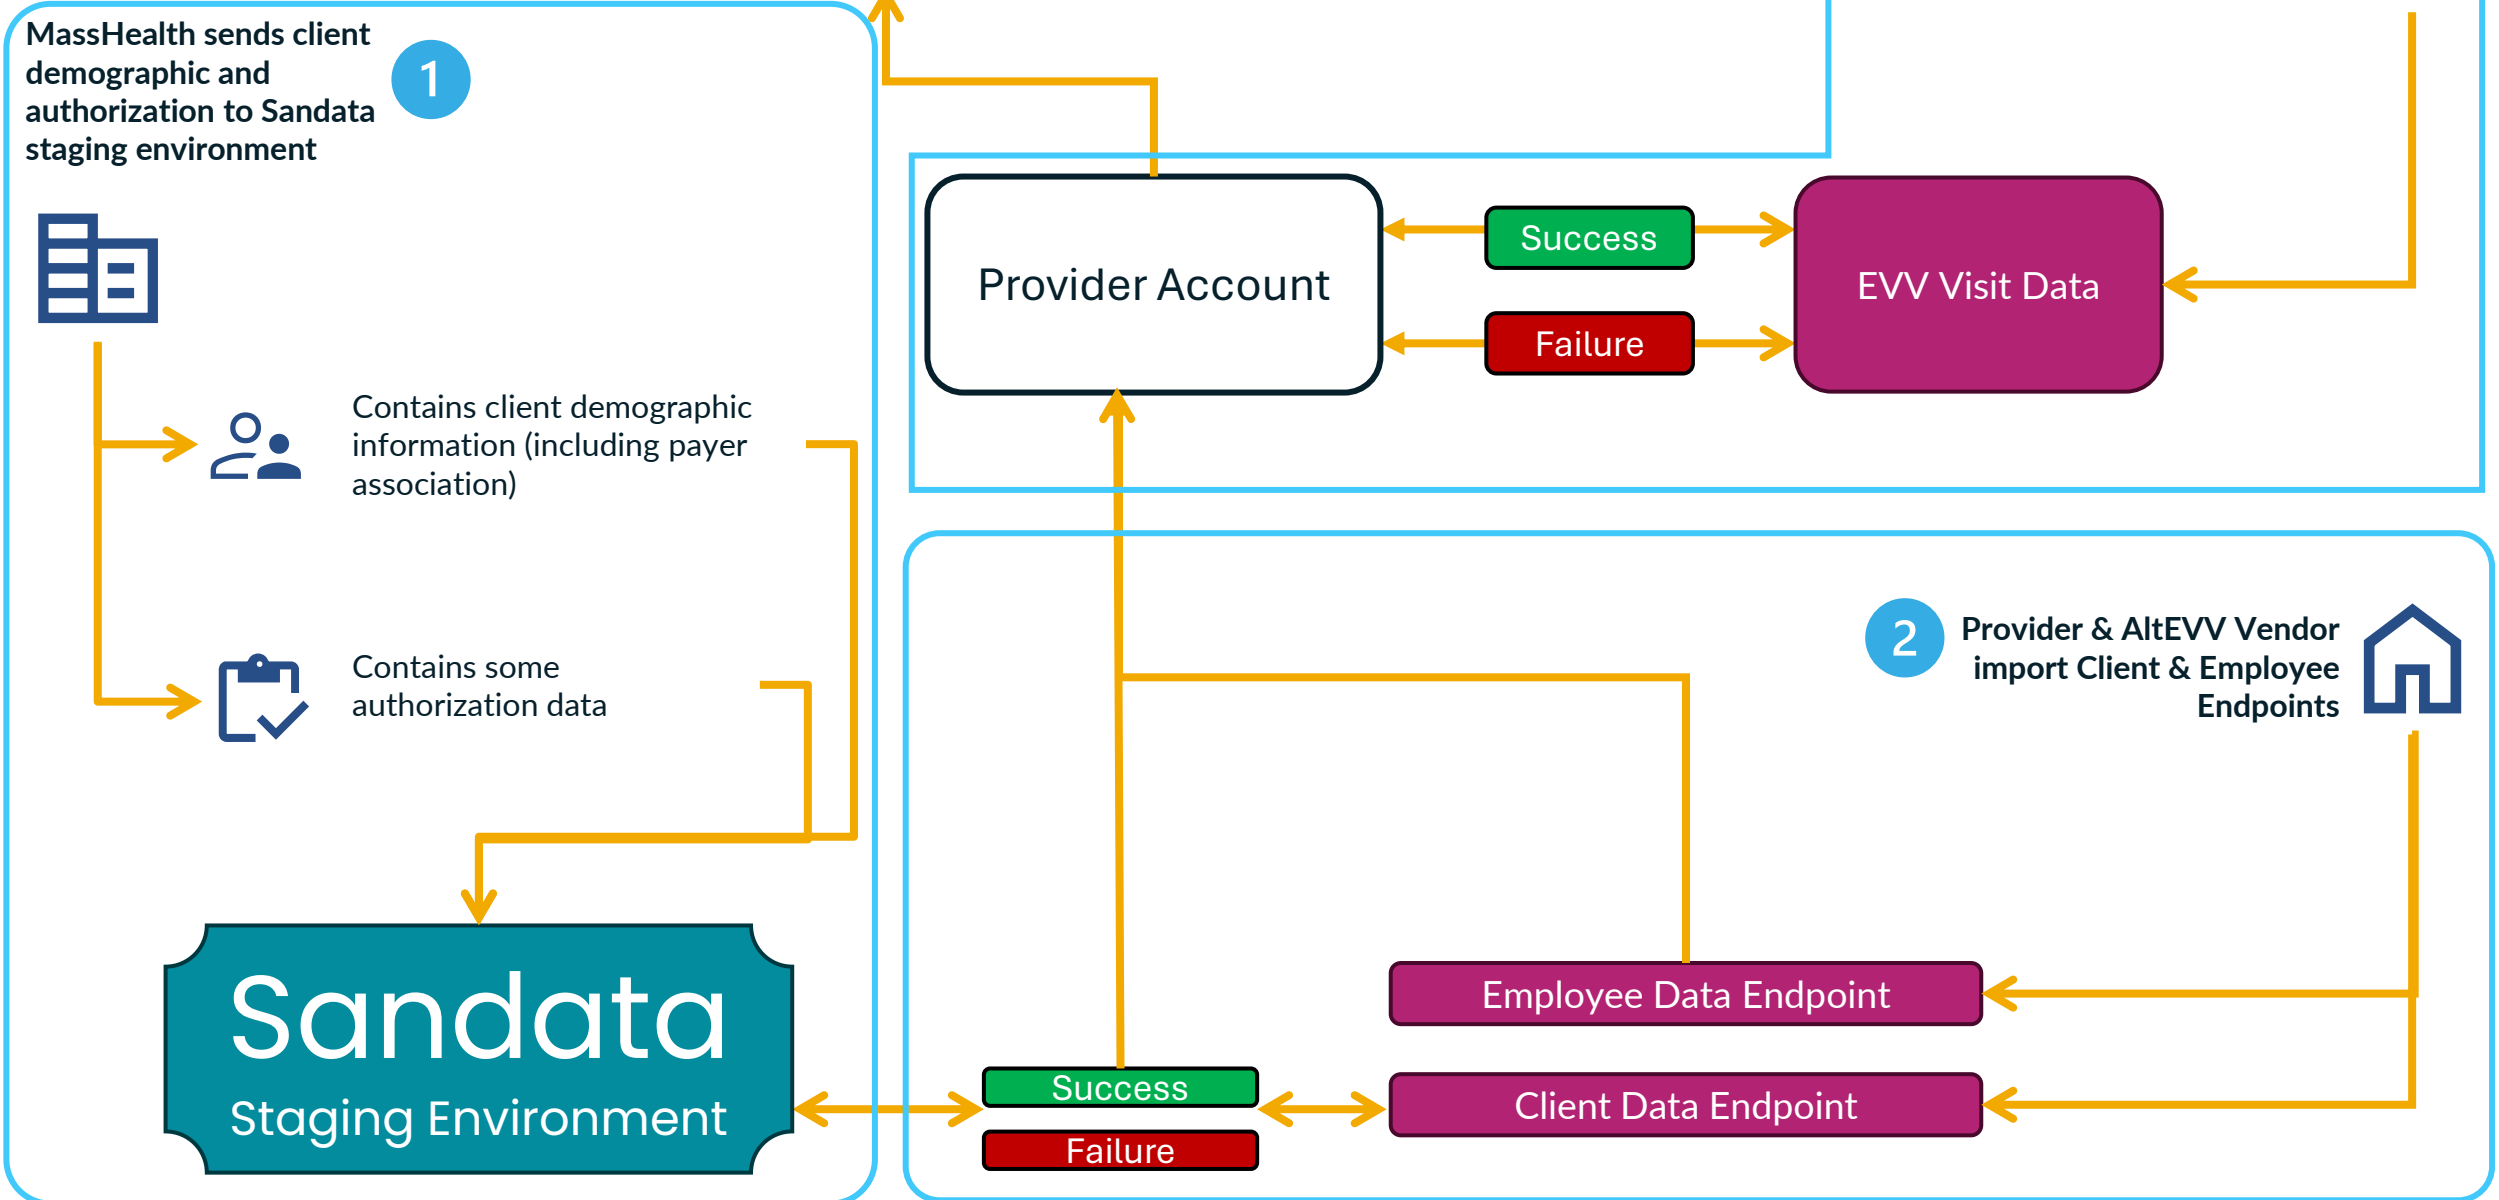 MassHealth sends client
demographic and
authorization to Sandata
staging environment
1
Contains client demographic
information (including payer
association)
Contains some
authorization data
Sandata
Staging Environment
Provider Account
Success
Failure
EVV Visit Data
2
Provider & AltEVV Vendor
import Client & Employee
Endpoints
Employee Data Endpoint
Client Data Endpoint
Success
Failure